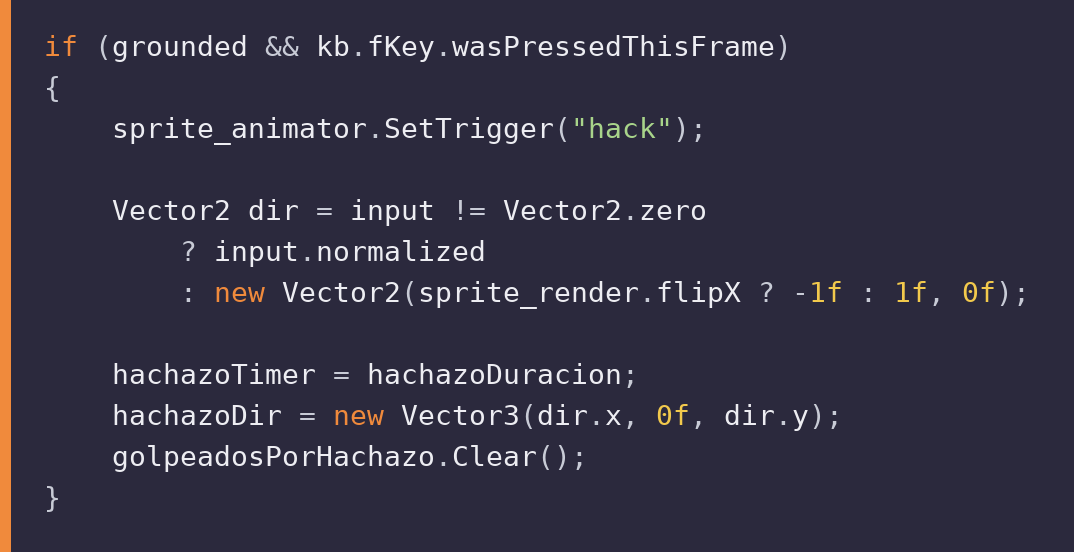 if (grounded && kb.fKey.wasPressedThisFrame)
{
    sprite_animator.SetTrigger("hack");

    Vector2 dir = input != Vector2.zero
        ? input.normalized
        : new Vector2(sprite_render.flipX ? -1f : 1f, 0f);

    hachazoTimer = hachazoDuracion;
    hachazoDir = new Vector3(dir.x, 0f, dir.y);
    golpeadosPorHachazo.Clear();
}